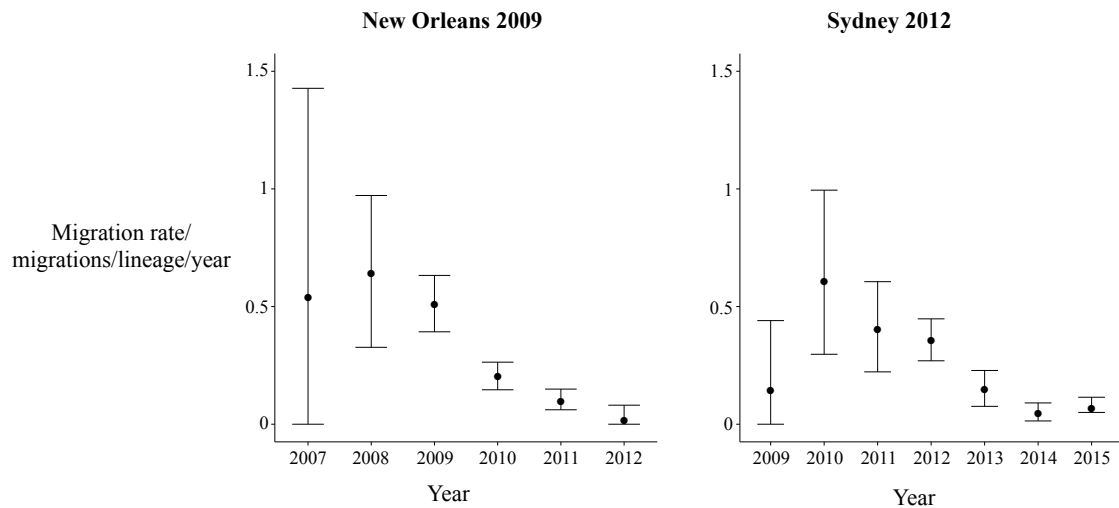 New Orleans 2009
Sydney 2012
Migration rate/
migrations/lineage/year
1.5
1
0.5
0
2007 2008 2009 2010 2011 2012
Year
1.5
1
0.5
0
2009 2010 2011 2012 2013 2014 2015
Year